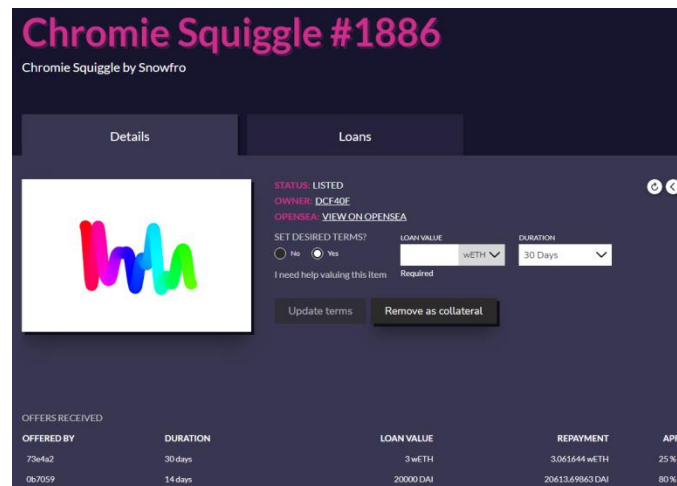 Chromie Squiggle #1886
Chromie Squiggle by Snowfro
Details Loans
STATUS: LISTED
OWNER: DCF40F
OPENSEA: VIEW ON OPENSEA
SET DESIRED TERMS? LOAN VALUE DURATION
No Yes wETH 30 Days
I need help valuing this item Required
Update terms Remove as collateral
OFFERS RECEIVED
OFFERED BY DURATION LOAN VALUE REPAYMENT AP
73e4a2 30 days 3 wETH 3.061644 wETH 25 %
0b7059 14 days 20000 DAI 20613.69863 DAI 80 %